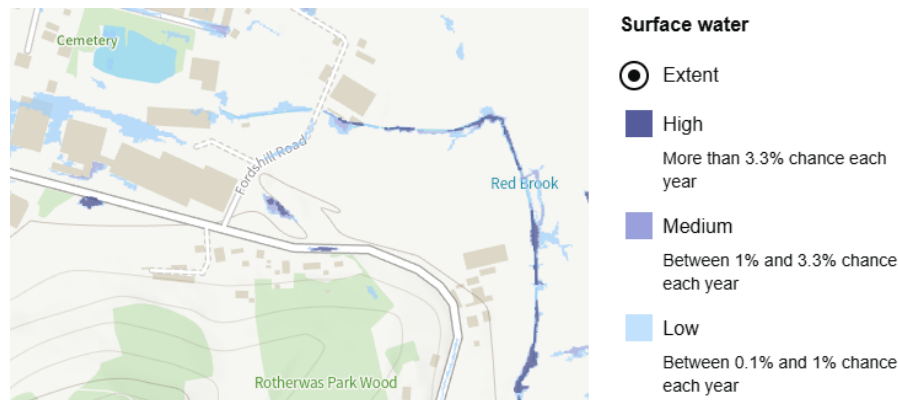 Cemetery
Fordshill Road
Red Brook
Rotherwas Park Wood
Surface water
Extent
High
More than 3.3% chance each
year
Medium
Between 1% and 3.3% chance
each year
Low
Between 0.1% and 1% chance
each year